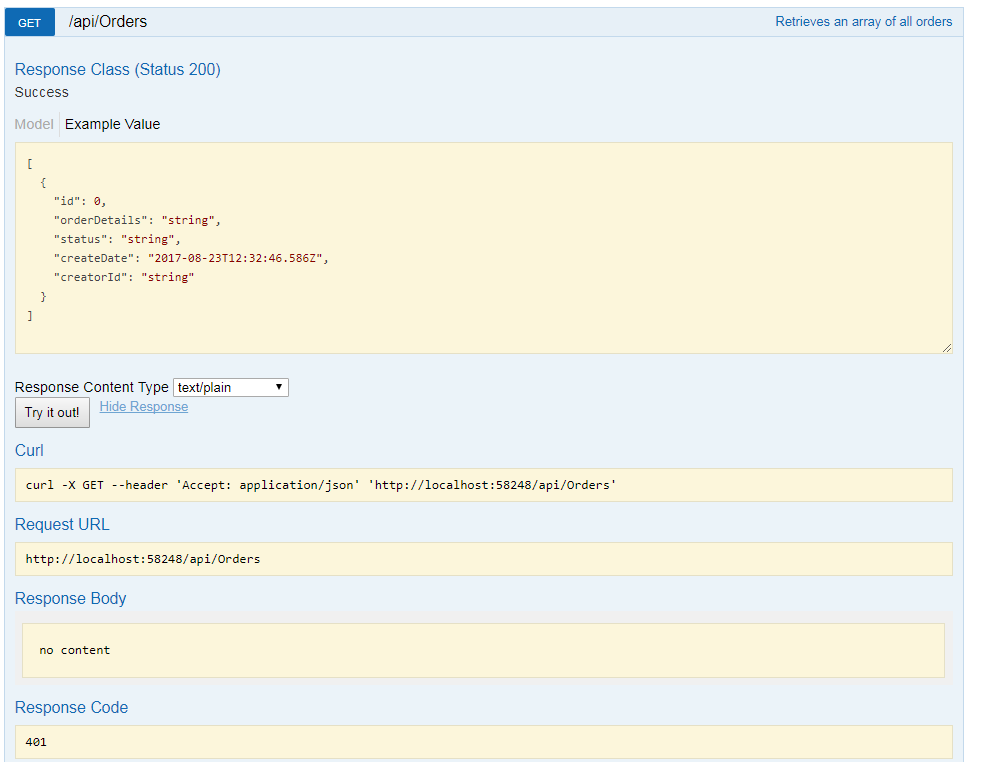 GET /api/Orders Retrieves an array of all orders
Response Class (Status 200)
Success
Model Example Value
[
  {
    "id": 0,
    "orderDetails": "string",
    "status": "string",
    "createDate": "2017-08-23T12:32:46.586Z",
    "creatorId": "string"
  }
]
Response Content Type text/plain
Try it out! Hide Response
Curl
curl -X GET --header 'Accept: application/json' 'http://localhost:58248/api/Orders'
Request URL
http://localhost:58248/api/Orders
Response Body
no content
Response Code
401